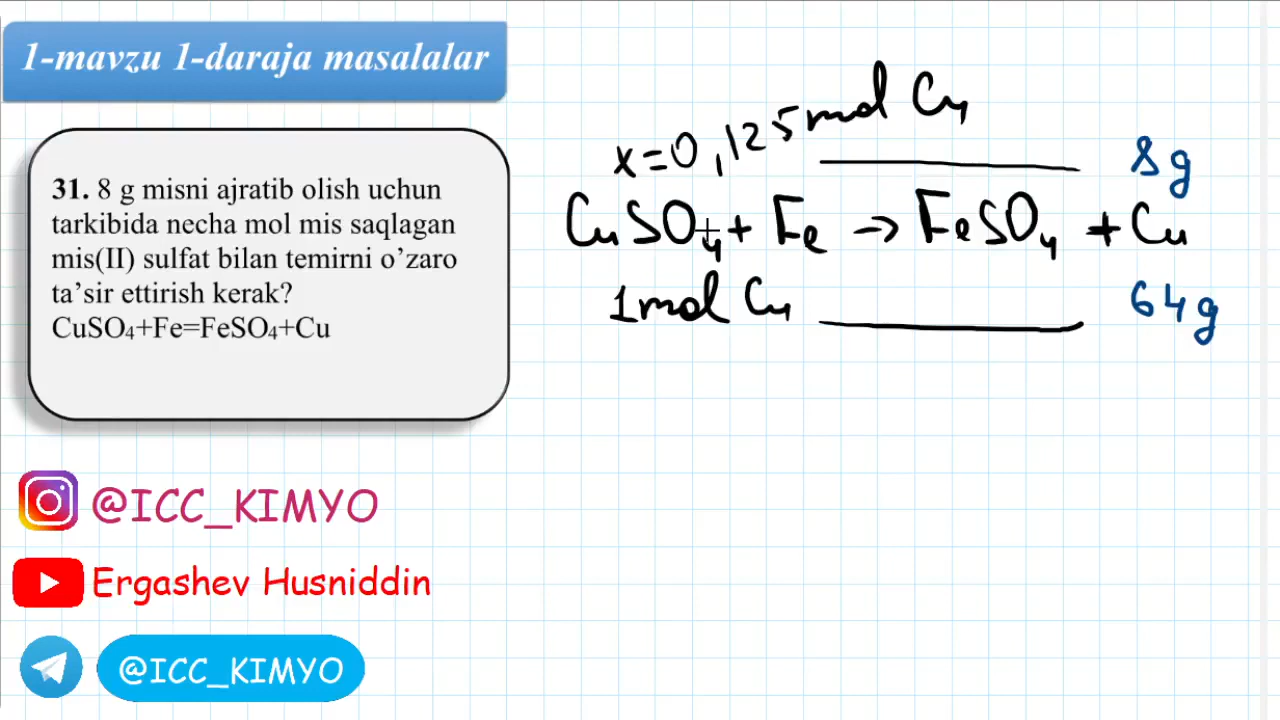 1-mavzu 1-daraja masalalar
31. 8 g misni ajratib olish uchun
tarkibida necha mol mis saqlagan
mis(II) sulfat bilan temirni o’zaro
ta’sir ettirish kerak?
CuSO₄+Fe=FeSO₄+Cu
x=0,125mol Cu 8g
CuSO₄ + Fe → FeSO₄ + Cu
1mol Cu 64g
@ICC_KIMYO
Ergashev Husniddin
@ICC_KIMYO